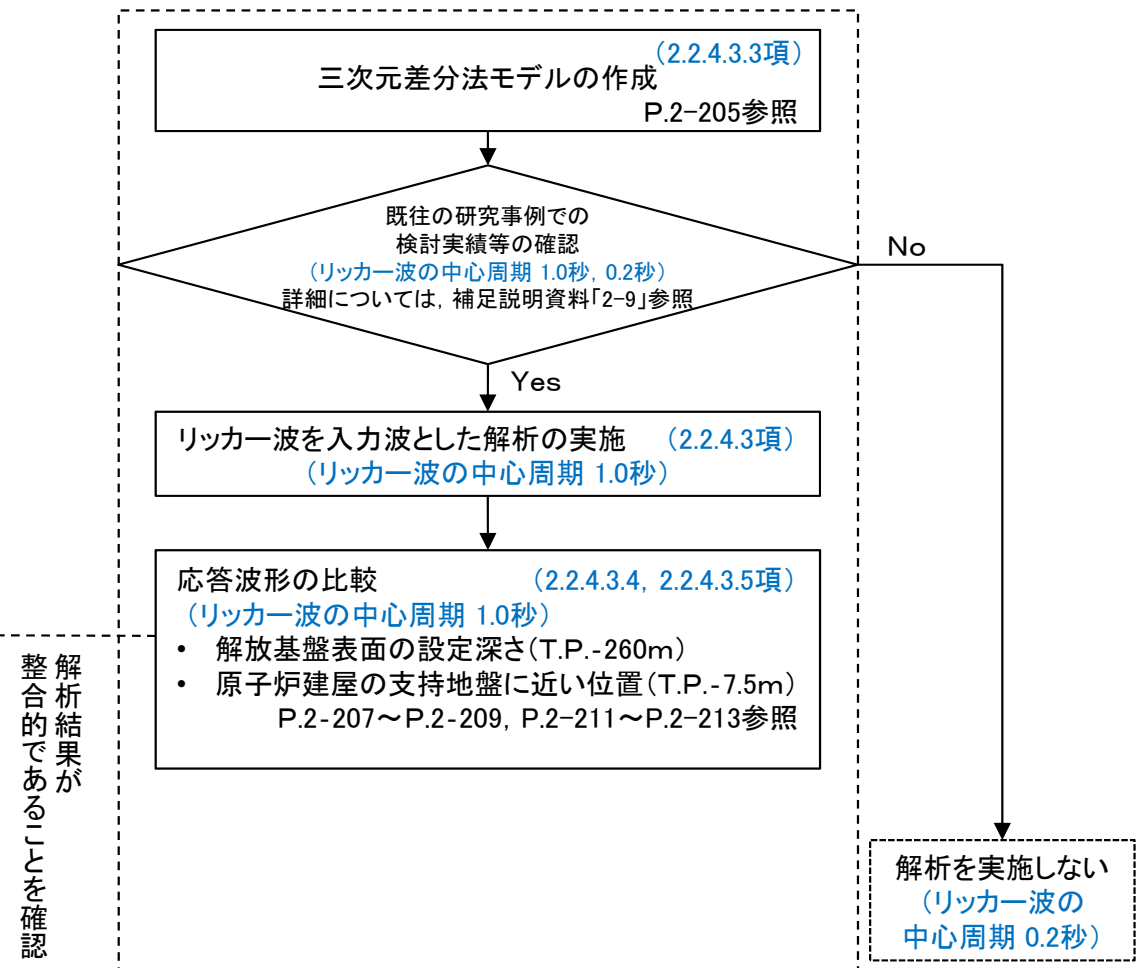 （2.2.4.3.3項）
三次元差分法モデルの作成
P.2-205参照
既往の研究事例での
検討実績等の確認
（リッカー波の中心周期 1.0秒，0.2秒）
詳細については，補足説明資料「2-9」参照
No
Yes
リッカー波を入力波とした解析の実施　（2.2.4.3項）
（リッカー波の中心周期 1.0秒）
応答波形の比較　（2.2.4.3.4，2.2.4.3.5項）
（リッカー波の中心周期 1.0秒）
• 解放基盤表面の設定深さ（T.P.-260m）
• 原子炉建屋の支持地盤に近い位置（T.P.-7.5m）
P.2-207～P.2-209，P.2-211～P.2-213参照
解析結果が
整合的であることを確認
解析を実施しない
（リッカー波の
中心周期 0.2秒）